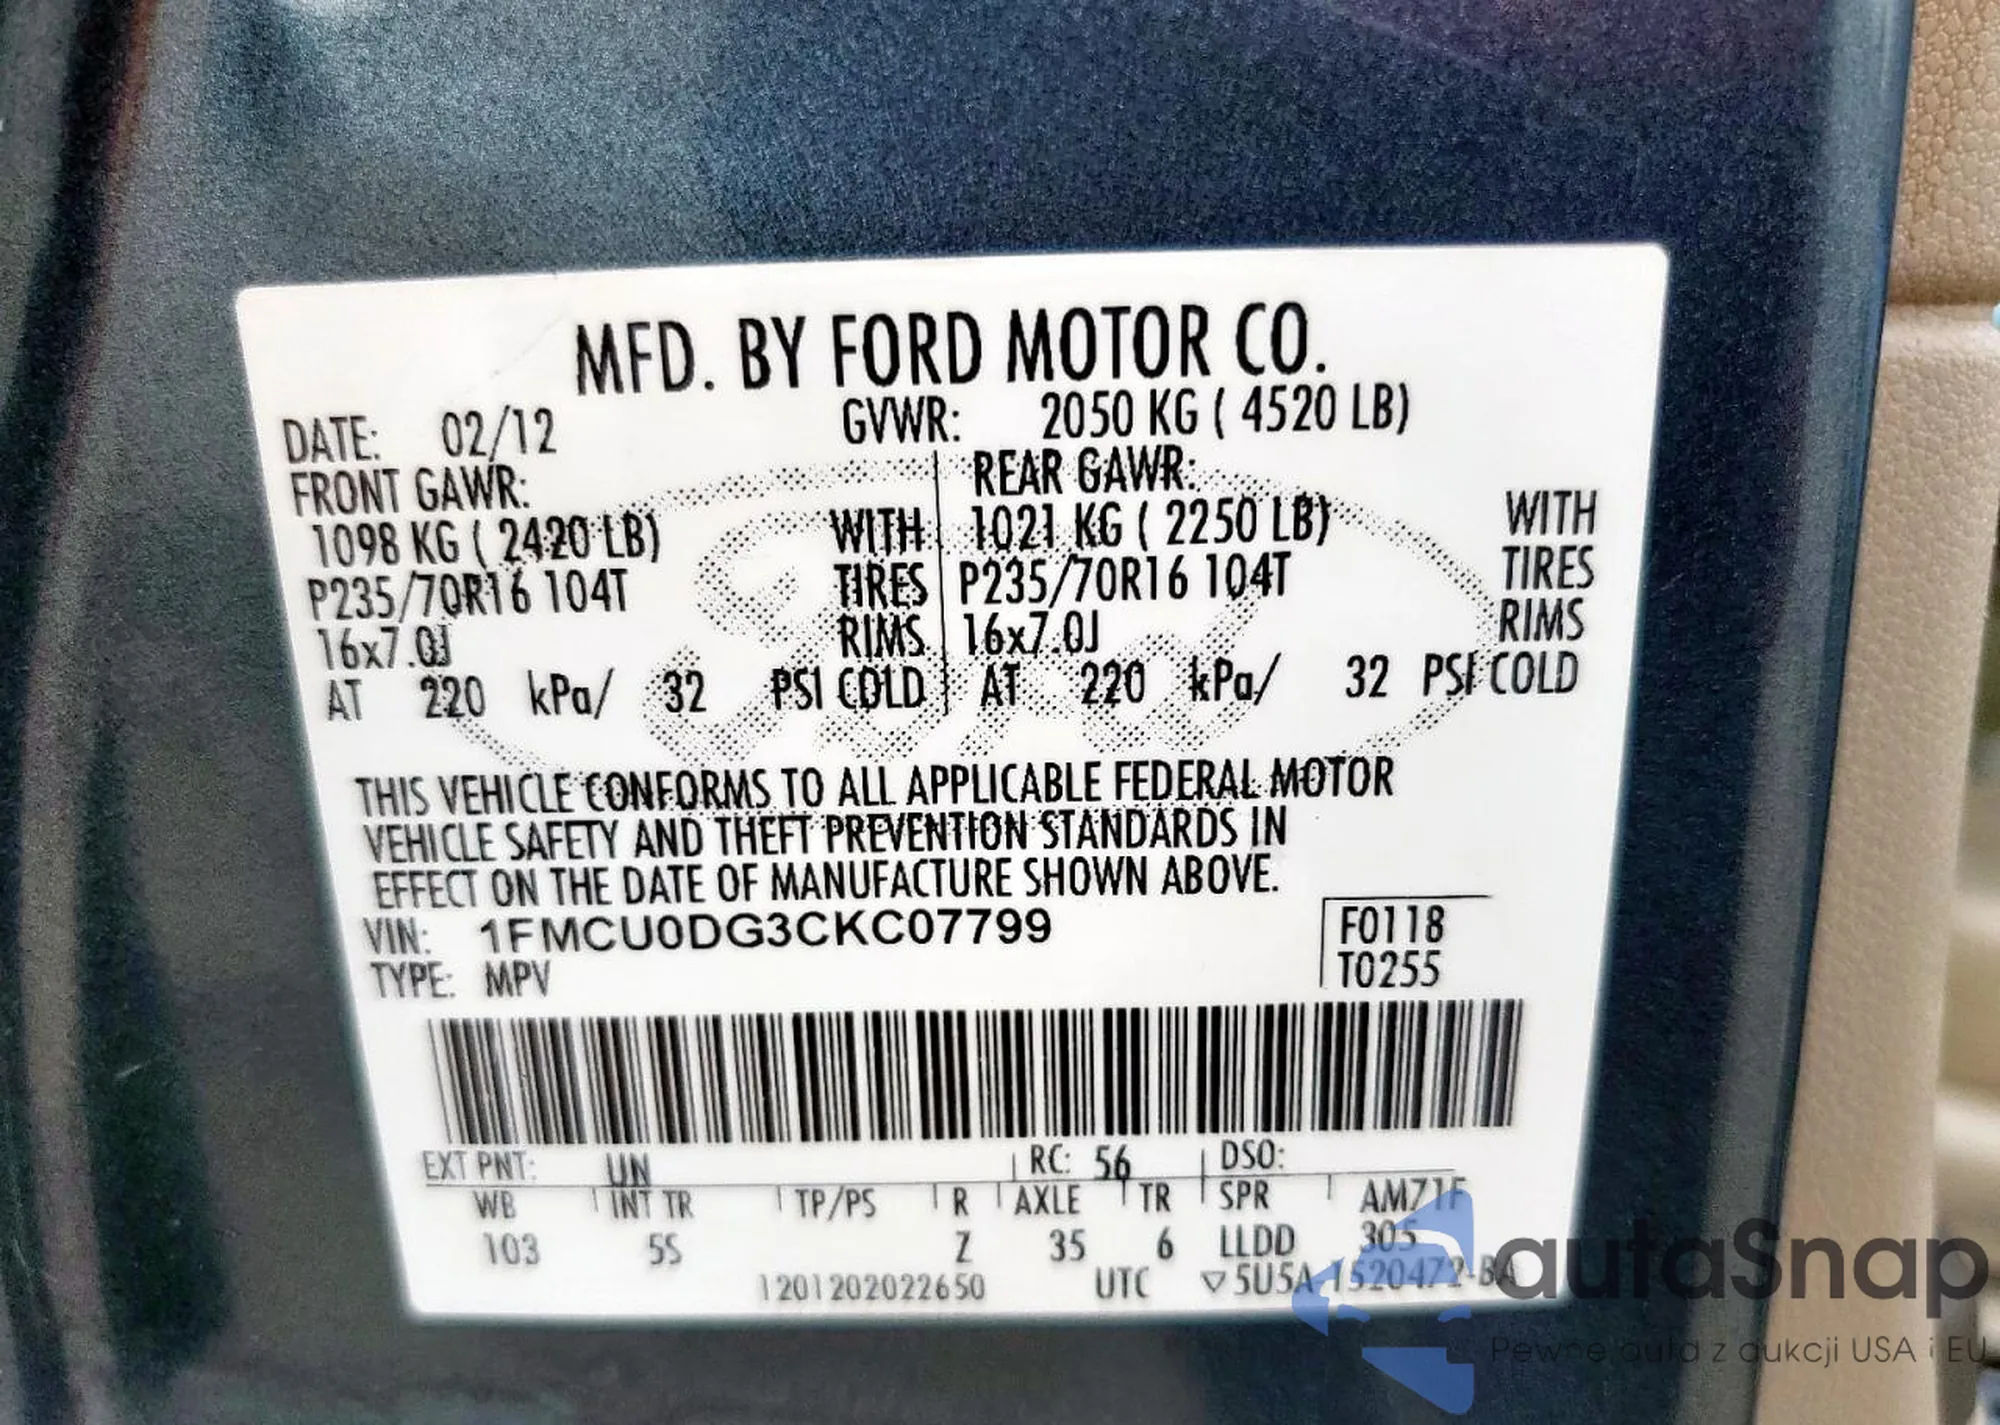 MFD. BY FORD MOTOR CO.
DATE: 02/12 GVWR: 2050 KG ( 4520 LB)
FRONT GAWR: REAR GAWR:
1098 KG ( 2420 LB) WITH 1021 KG ( 2250 LB) WITH
P235/70R16 104T TIRES P235/70R16 104T TIRES
16x7.0J RIMS 16x7.0J RIMS
AT 220 kPa/ 32 PSI COLD AT 220 kPa/ 32 PSI COLD
THIS VEHICLE CONFORMS TO ALL APPLICABLE FEDERAL MOTOR
VEHICLE SAFETY AND THEFT PREVENTION STANDARDS IN
EFFECT ON THE DATE OF MANUFACTURE SHOWN ABOVE.
VIN: 1FMCU0DG3CKC07799 F0118
TYPE: MPV T0255
EXT PNT: UN RC: 56 DSO:
WB INT TR TP/PS R AXLE TR SPR AM71F
103 5S Z 35 6 LLDD 305
1201202022650 UTC ▽5U5A-1520472-BA
autaSnap
Pewne auta z aukcji USA i EU